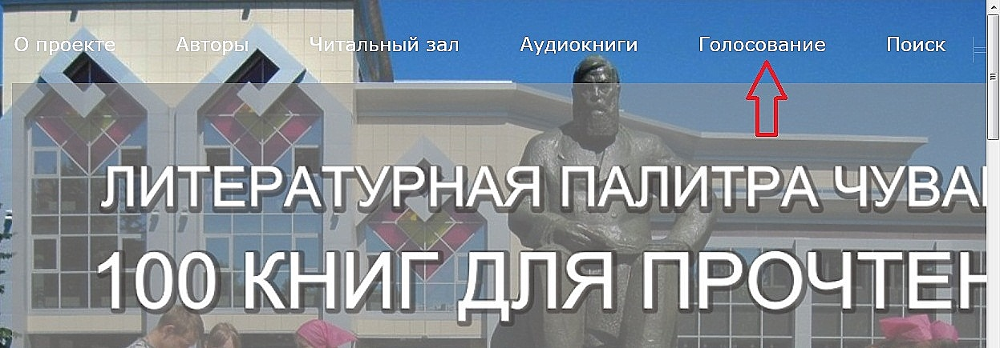 О проекте Авторы Читальный зал Аудиокниги Голосование Поиск
ЛИТЕРАТУРНАЯ ПАЛИТРА ЧУВА
100 КНИГ ДЛЯ ПРОЧТЕН